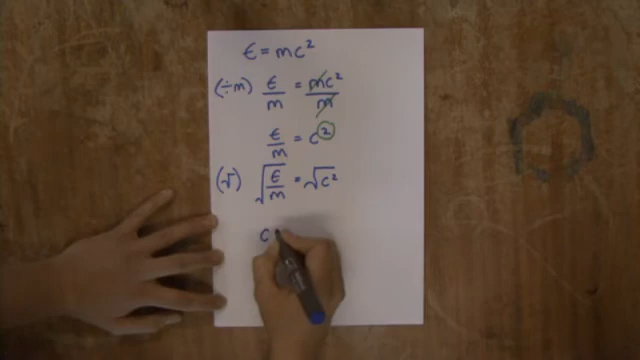 E = mc²
(÷m) E/m = mc²/m
E/m = c²
(√) √E/m = √c²
c